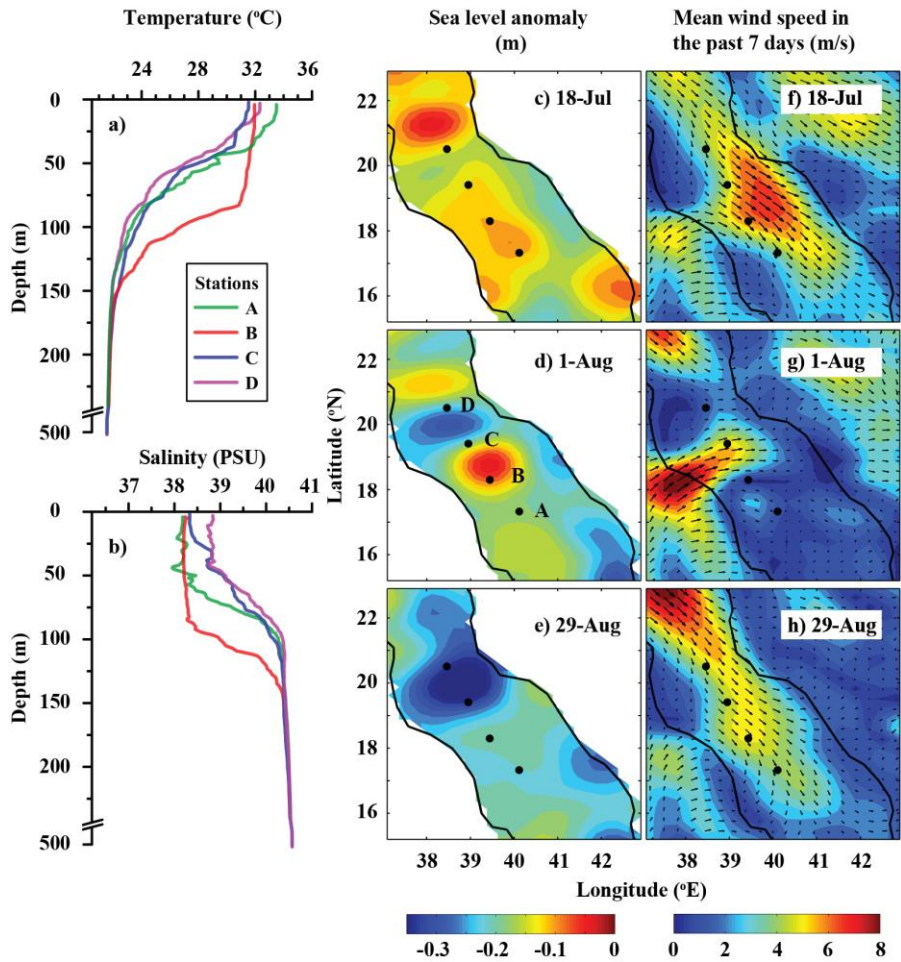 Temperature (°C)
24 28 32 36
0
50
100
150
200
500
Depth (m)
a)
Stations
A
B
C
D
Salinity (PSU)
37 38 39 40 41
0
50
100
150
200
500
Depth (m)
b)
Sea level anomaly
(m)
Mean wind speed in
the past 7 days (m/s)
c) 18-Jul
f) 18-Jul
22
20
18
16
d) 1-Aug
g) 1-Aug
D
C
B
A
22
20
18
16
Latitude (°N)
e) 29-Aug
h) 29-Aug
22
20
18
16
38 39 40 41 42
38 39 40 41 42
Longitude (°E)
-0.3 -0.2 -0.1 0
0 2 4 6 8